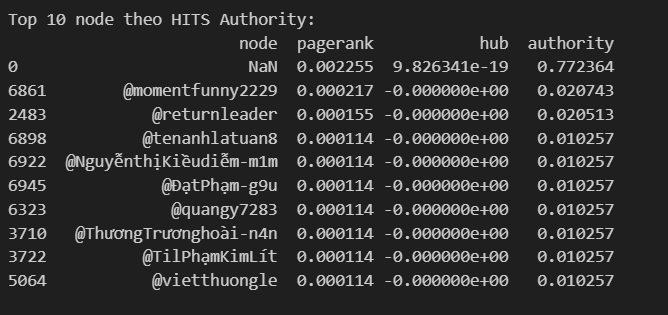 Top 10 node theo HITS Authority:
node pagerank hub authority
0 NaN 0.002255 9.826341e-19 0.772364
6861 @momentfunny2229 0.000217 -0.000000e+00 0.020743
2483 @returnleader 0.000155 -0.000000e+00 0.020513
6898 @tenanhlatuan8 0.000114 -0.000000e+00 0.010257
6922 @NguyễnthịKiềudiễm-m1m 0.000114 -0.000000e+00 0.010257
6945 @ĐạtPhạm-g9u 0.000114 -0.000000e+00 0.010257
6323 @quangy7283 0.000114 -0.000000e+00 0.010257
3710 @ThươngTrươnghoài-n4n 0.000114 -0.000000e+00 0.010257
3722 @TilPhạmKimLít 0.000114 -0.000000e+00 0.010257
5064 @vietthuongle 0.000114 -0.000000e+00 0.010257